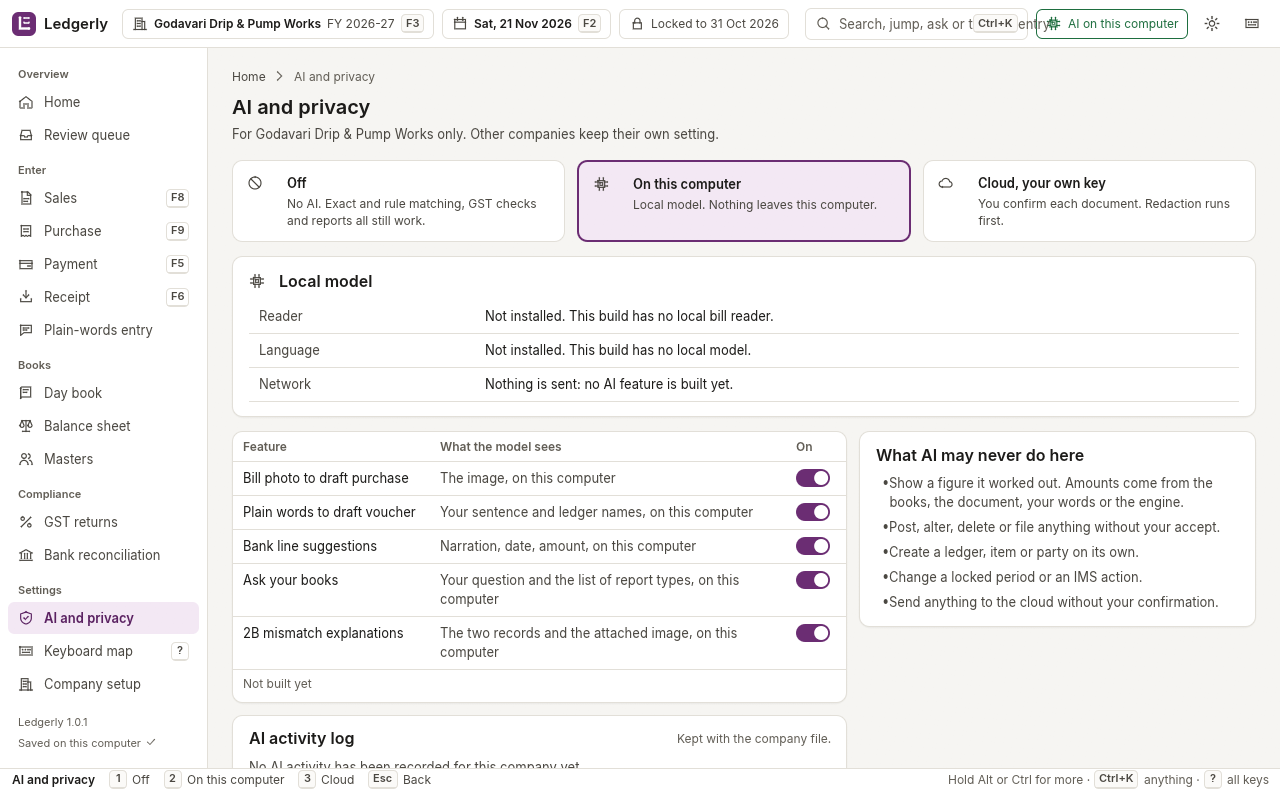 Ledgerly
Godavari Drip & Pump Works FY 2026-27 F3
Sat, 21 Nov 2026 F2
Locked to 31 Oct 2026
Search, jump, ask or t Ctrl+K entry
AI on this computer
Overview
Home
Review queue
Enter
Sales F8
Purchase F9
Payment F5
Receipt F6
Plain-words entry
Books
Day book
Balance sheet
Masters
Compliance
GST returns
Bank reconciliation
Settings
AI and privacy
Keyboard map ?
Company setup
Ledgerly 1.0.1
Saved on this computer
Home > AI and privacy
AI and privacy
For Godavari Drip & Pump Works only. Other companies keep their own setting.
Off
No AI. Exact and rule matching, GST checks
and reports all still work.
On this computer
Local model. Nothing leaves this computer.
Cloud, your own key
You confirm each document. Redaction runs
first.
Local model
Reader Not installed. This build has no local bill reader.
Language Not installed. This build has no local model.
Network Nothing is sent: no AI feature is built yet.
Feature What the model sees On
Bill photo to draft purchase The image, on this computer
Plain words to draft voucher Your sentence and ledger names, on this computer
Bank line suggestions Narration, date, amount, on this computer
Ask your books Your question and the list of report types, on this
computer
2B mismatch explanations The two records and the attached image, on this
computer
Not built yet
What AI may never do here
•Show a figure it worked out. Amounts come from the
books, the document, your words or the engine.
•Post, alter, delete or file anything without your accept.
•Create a ledger, item or party on its own.
•Change a locked period or an IMS action.
•Send anything to the cloud without your confirmation.
AI activity log Kept with the company file.
No AI activity has been recorded for this company yet.
AI and privacy 1 Off 2 On this computer 3 Cloud Esc Back
Hold Alt or Ctrl for more · Ctrl+K anything · ? all keys